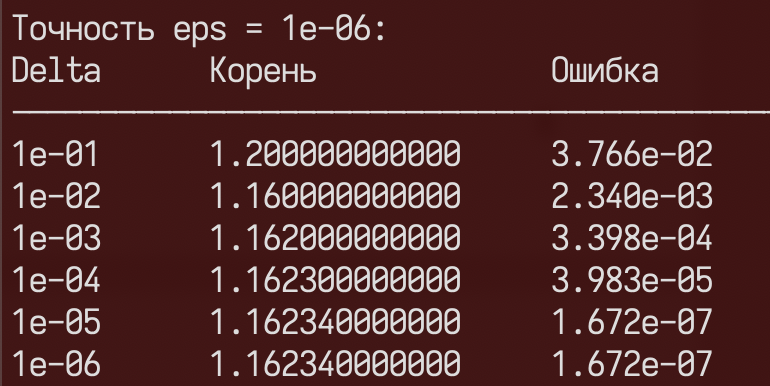 Точность eps = 1e-06:
Delta Корень Ошибка
1e-01 1.200000000000 3.766e-02
1e-02 1.160000000000 2.340e-03
1e-03 1.162000000000 3.398e-04
1e-04 1.162300000000 3.983e-05
1e-05 1.162340000000 1.672e-07
1e-06 1.162340000000 1.672e-07